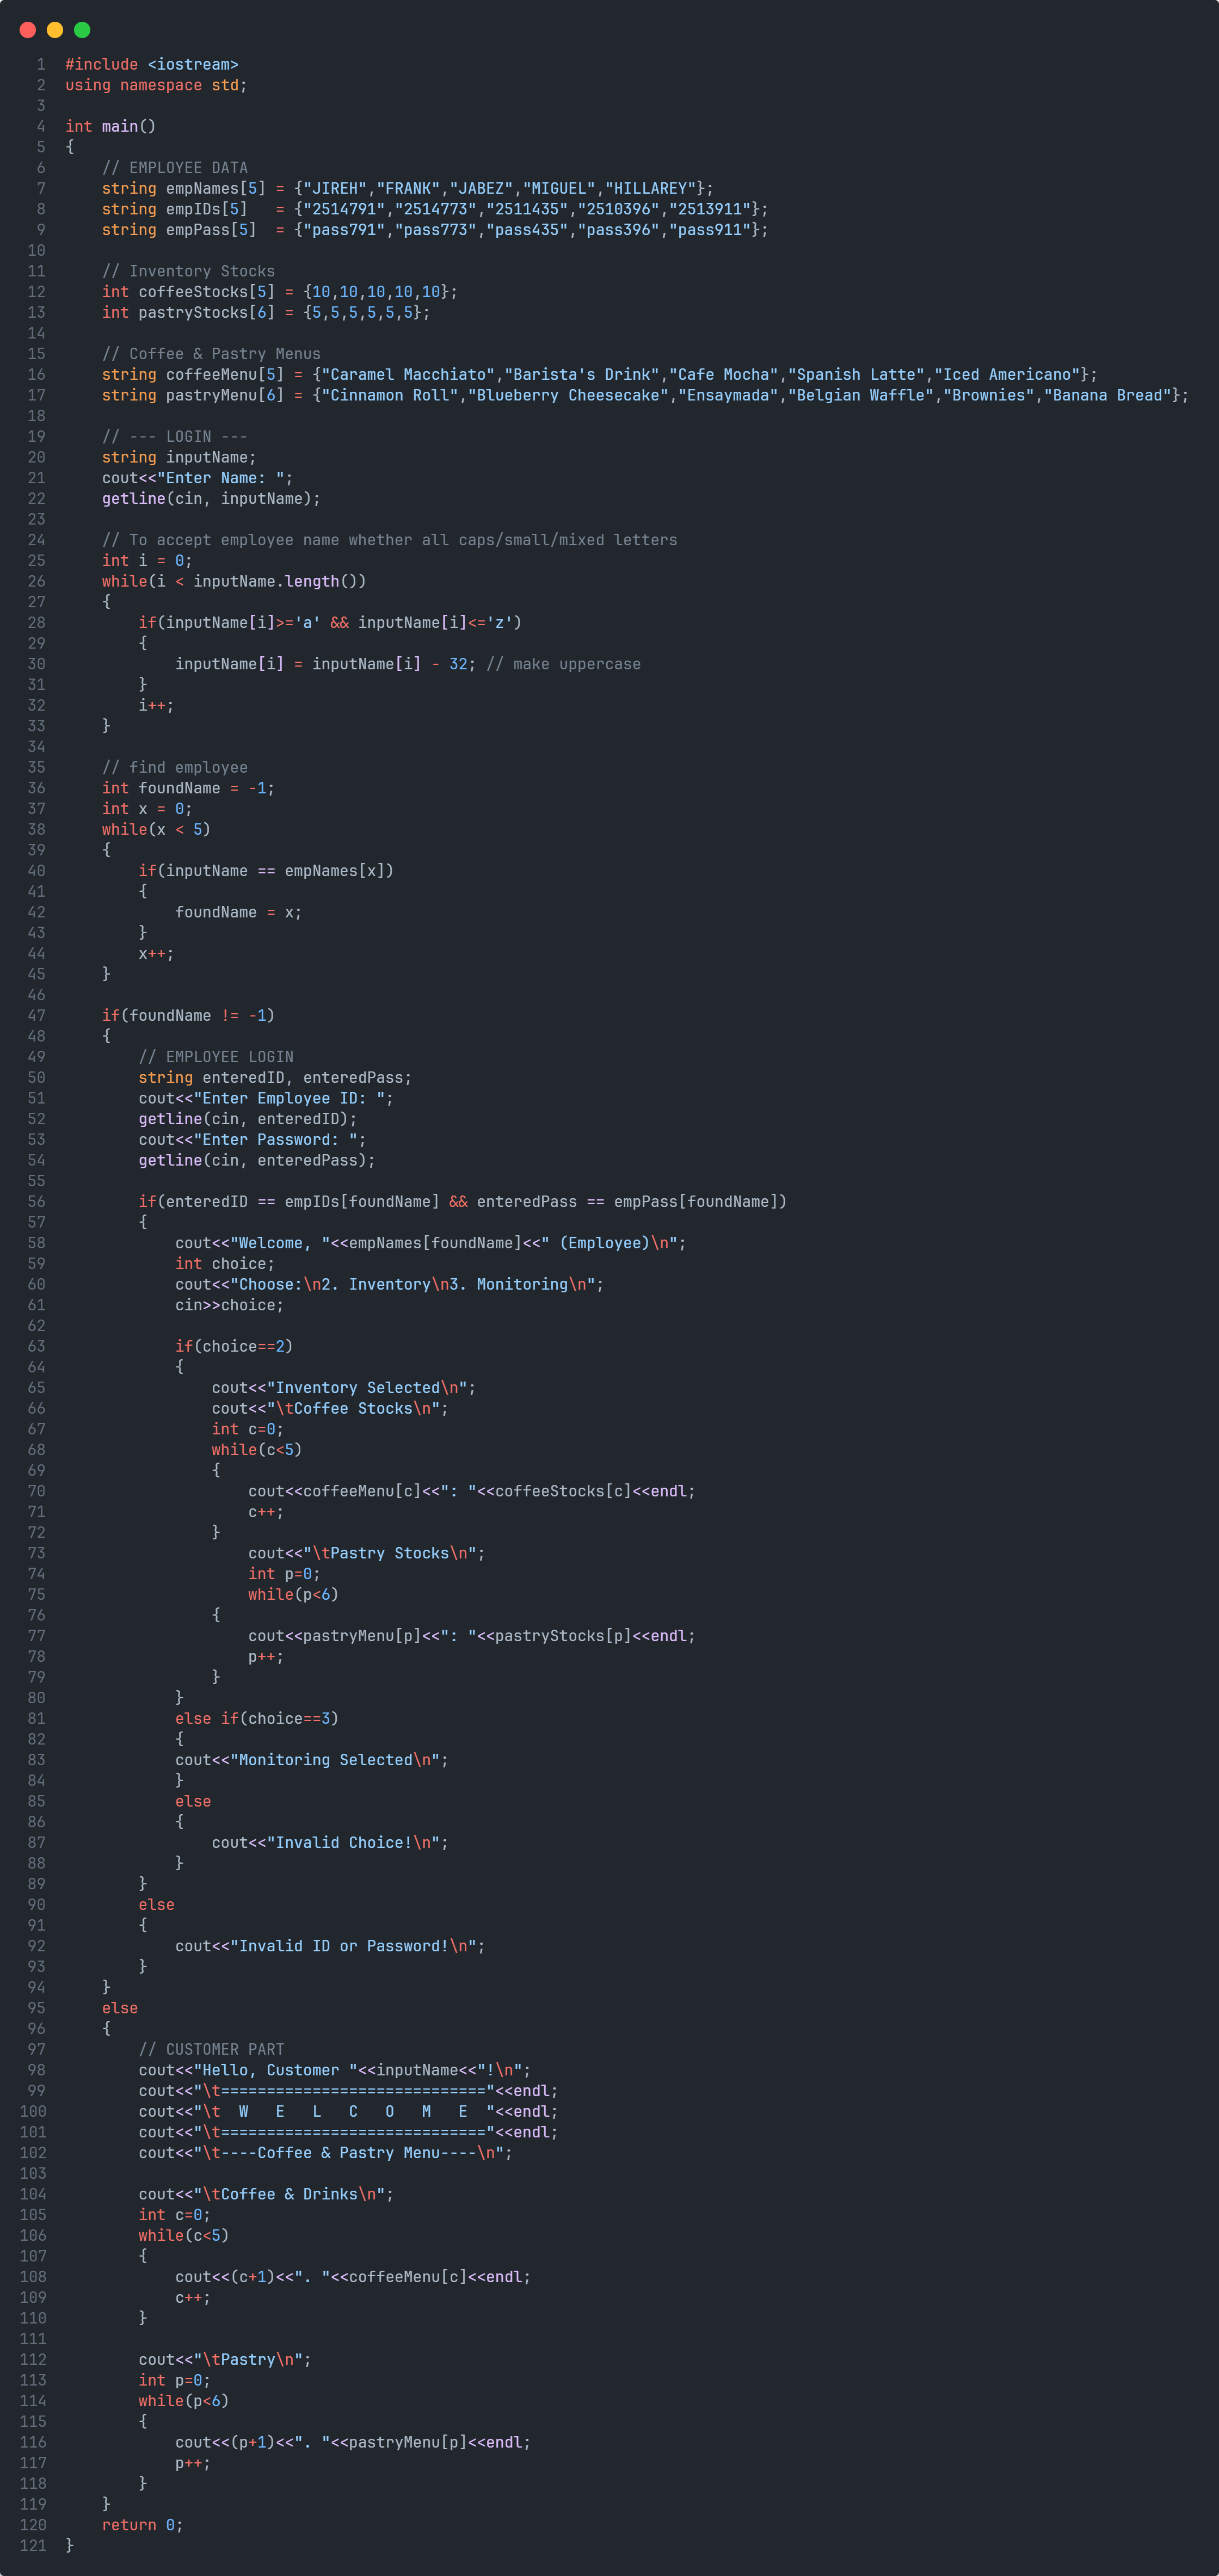 1 #include <iostream>
2 using namespace std;
3
4 int main()
5 {
6     // EMPLOYEE DATA
7     string empNames[5] = {"JIREH","FRANK","JABEZ","MIGUEL","HILLAREY"};
8     string empIDs[5]   = {"2514791","2514773","2511435","2510396","2513911"};
9     string empPass[5]  = {"pass791","pass773","pass435","pass396","pass911"};
10
11     // Inventory Stocks
12     int coffeeStocks[5] = {10,10,10,10,10};
13     int pastryStocks[6] = {5,5,5,5,5,5};
14
15     // Coffee & Pastry Menus
16     string coffeeMenu[5] = {"Caramel Macchiato","Barista's Drink","Cafe Mocha","Spanish Latte","Iced Americano"};
17     string pastryMenu[6] = {"Cinnamon Roll","Blueberry Cheesecake","Ensaymada","Belgian Waffle","Brownies","Banana Bread"};
18
19     // --- LOGIN ---
20     string inputName;
21     cout<<"Enter Name: ";
22     getline(cin, inputName);
23
24     // To accept employee name whether all caps/small/mixed letters
25     int i = 0;
26     while(i < inputName.length())
27     {
28         if(inputName[i]>='a' && inputName[i]<='z')
29         {
30             inputName[i] = inputName[i] - 32; // make uppercase
31         }
32         i++;
33     }
34
35     // find employee
36     int foundName = -1;
37     int x = 0;
38     while(x < 5)
39     {
40         if(inputName == empNames[x])
41         {
42             foundName = x;
43         }
44         x++;
45     }
46
47     if(foundName != -1)
48     {
49         // EMPLOYEE LOGIN
50         string enteredID, enteredPass;
51         cout<<"Enter Employee ID: ";
52         getline(cin, enteredID);
53         cout<<"Enter Password: ";
54         getline(cin, enteredPass);
55
56         if(enteredID == empIDs[foundName] && enteredPass == empPass[foundName])
57         {
58             cout<<"Welcome, "<<empNames[foundName]<<" (Employee)\n";
59             int choice;
60             cout<<"Choose:\n2. Inventory\n3. Monitoring\n";
61             cin>>choice;
62
63             if(choice==2)
64             {
65                 cout<<"Inventory Selected\n";
66                 cout<<"\tCoffee Stocks\n";
67                 int c=0;
68                 while(c<5)
69                 {
70                     cout<<coffeeMenu[c]<<": "<<coffeeStocks[c]<<endl;
71                     c++;
72                 }
73                     cout<<"\tPastry Stocks\n";
74                     int p=0;
75                     while(p<6)
76                 {
77                     cout<<pastryMenu[p]<<": "<<pastryStocks[p]<<endl;
78                     p++;
79                 }
80             }
81             else if(choice==3)
82             {
83             cout<<"Monitoring Selected\n";
84             }
85             else
86             {
87                 cout<<"Invalid Choice!\n";
88             }
89         }
90         else
91         {
92             cout<<"Invalid ID or Password!\n";
93         }
94     }
95     else
96     {
97         // CUSTOMER PART
98         cout<<"Hello, Customer "<<inputName<<"!\n";
99         cout<<"\t============================="<<endl;
100         cout<<"\t  W   E   L   C   O   M   E  "<<endl;
101         cout<<"\t============================="<<endl;
102         cout<<"\t----Coffee & Pastry Menu----\n";
103
104         cout<<"\tCoffee & Drinks\n";
105         int c=0;
106         while(c<5)
107         {
108             cout<<(c+1)<<". "<<coffeeMenu[c]<<endl;
109             c++;
110         }
111
112         cout<<"\tPastry\n";
113         int p=0;
114         while(p<6)
115         {
116             cout<<(p+1)<<". "<<pastryMenu[p]<<endl;
117             p++;
118         }
119     }
120     return 0;
121 }